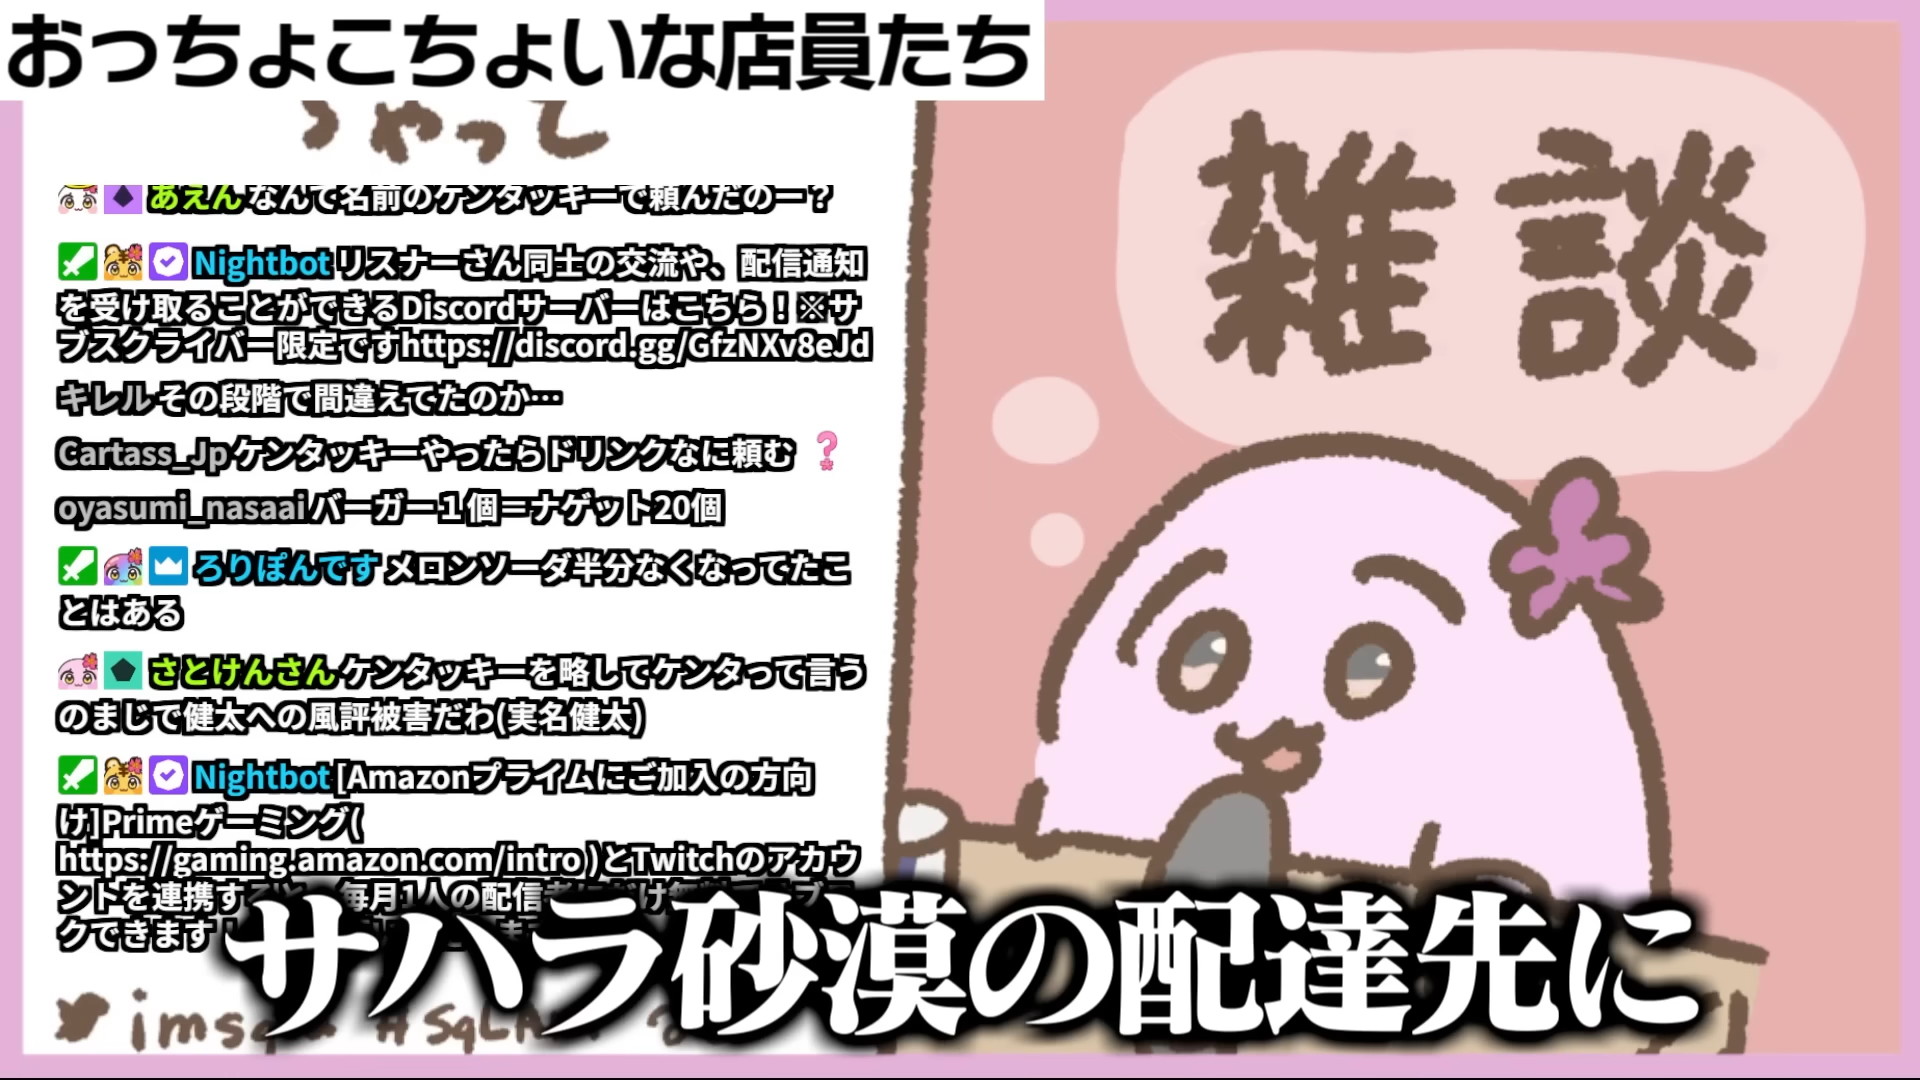 おっちょこちょいな店員たち
うやっし
雑談
あえん なんで名前のケンタッキーで頼んだのー？
Nightbot リスナーさん同士の交流や、配信通知
を受け取ることができるDiscordサーバーはこちら！※サ
ブスクライバー限定ですhttps://discord.gg/GfzNXv8eJd
キレル その段階で間違えてたのか…
Cartass_Jp ケンタッキーやったらドリンクなに頼む❓
oyasumi_nasaai バーガー１個＝ナゲット20個
ろりぽんです メロンソーダ半分なくなってたこ
とはある
さとけんさん ケンタッキーを略してケンタって言う
のまじで健太への風評被害だわ(実名健太)
Nightbot [Amazonプライムにご加入の方向
け]Primeゲーミング(
https://gaming.amazon.com/intro )とTwitchのアカウ
ントを連携す 毎月1人の配信
クできます
サハラ砂漠の配達先に